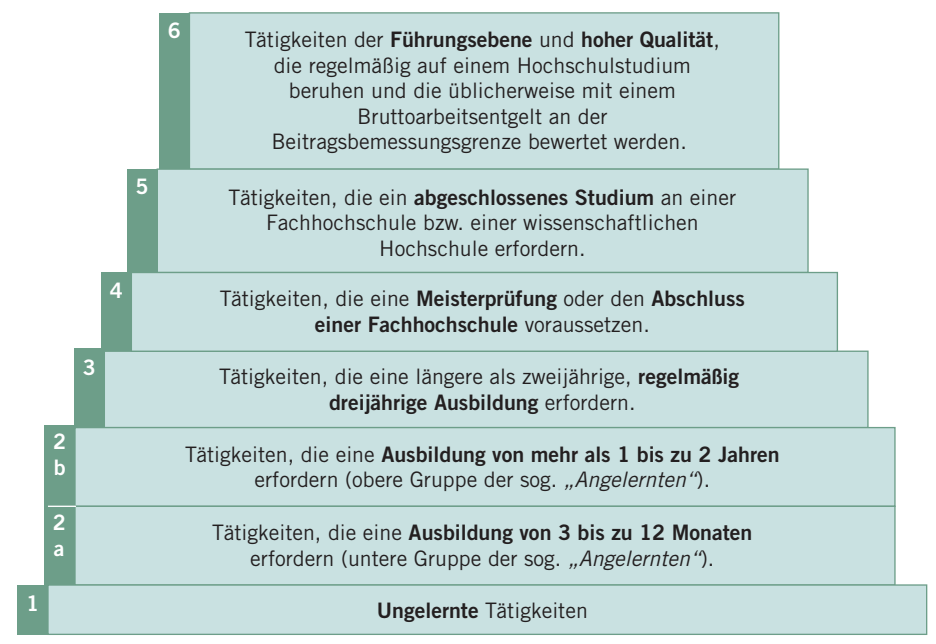 6
Tätigkeiten der Führungsebene und hoher Qualität,
die regelmäßig auf einem Hochschulstudium
beruhen und die üblicherweise mit einem
Bruttoarbeitsentgelt an der
Beitragsbemessungsgrenze bewertet werden.
5
Tätigkeiten, die ein abgeschlossenes Studium an einer
Fachhochschule bzw. einer wissenschaftlichen
Hochschule erfordern.
4
Tätigkeiten, die eine Meisterprüfung oder den Abschluss
einer Fachhochschule voraussetzen.
3
Tätigkeiten, die eine längere als zweijährige, regelmäßig
dreijährige Ausbildung erfordern.
2
b
Tätigkeiten, die eine Ausbildung von mehr als 1 bis zu 2 Jahren
erfordern (obere Gruppe der sog. „Angelernten“).
2
a
Tätigkeiten, die eine Ausbildung von 3 bis zu 12 Monaten
erfordern (untere Gruppe der sog. „Angelernten“).
1
Ungelernte Tätigkeiten